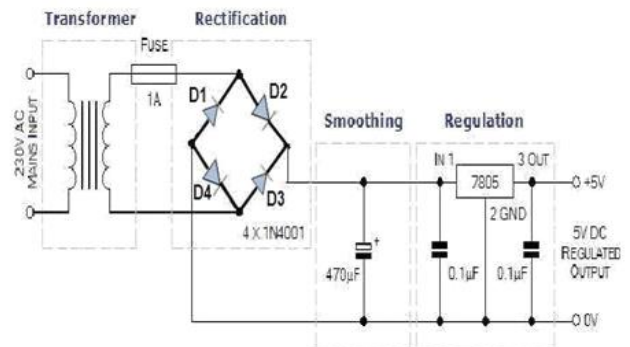 Transformer
Rectification
FUSE
1A
D1
D2
D4
D3
4 X 1N4001
230V AC
MAINS INPUT
Smoothing
Regulation
IN 1
3 OUT
7805
2 GND
+5V
+
470µF
0.1µF
0.1µF
5V DC
REGULATED
OUTPUT
0V